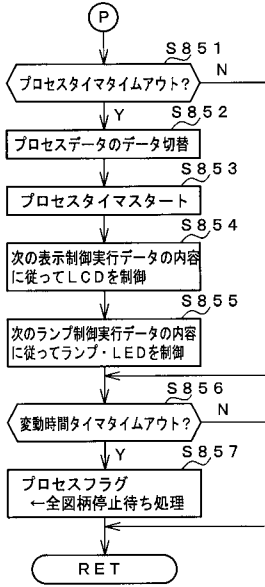 P
S851
プロセスタイマタイムアウト？
N
Y
S852
プロセスデータのデータ切替
S853
プロセスタイマスタート
S854
次の表示制御実行データの内容
に従ってLCDを制御
S855
次のランプ制御実行データの内容
に従ってランプ・LEDを制御
S856
変動時間タイマタイムアウト？
N
Y
S857
プロセスフラグ
←全図柄停止待ち処理
RET